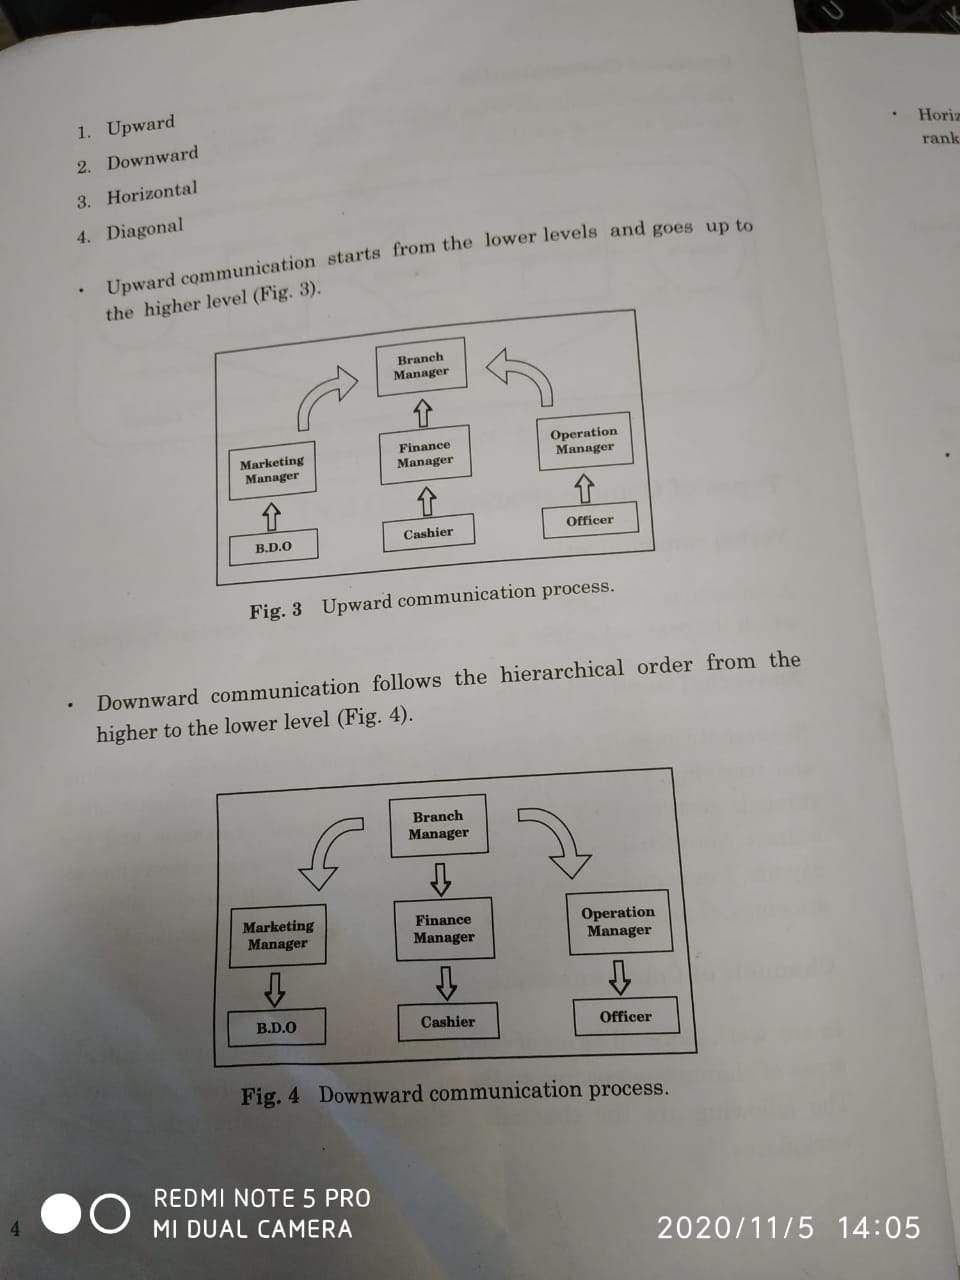 1. Upward
2. Downward
3. Horizontal
4. Diagonal
• Upward communication starts from the lower levels and goes up to
the higher level (Fig. 3).
Branch
Manager
Marketing
Manager
Finance
Manager
Operation
Manager
B.D.O
Cashier
Officer
Fig. 3 Upward communication process.
• Downward communication follows the hierarchical order from the
higher to the lower level (Fig. 4).
Branch
Manager
Marketing
Manager
Finance
Manager
Operation
Manager
B.D.O
Cashier
Officer
Fig. 4 Downward communication process.
4
• Horiz
rank
REDMI NOTE 5 PRO
MI DUAL CAMERA
2020/11/5 14:05